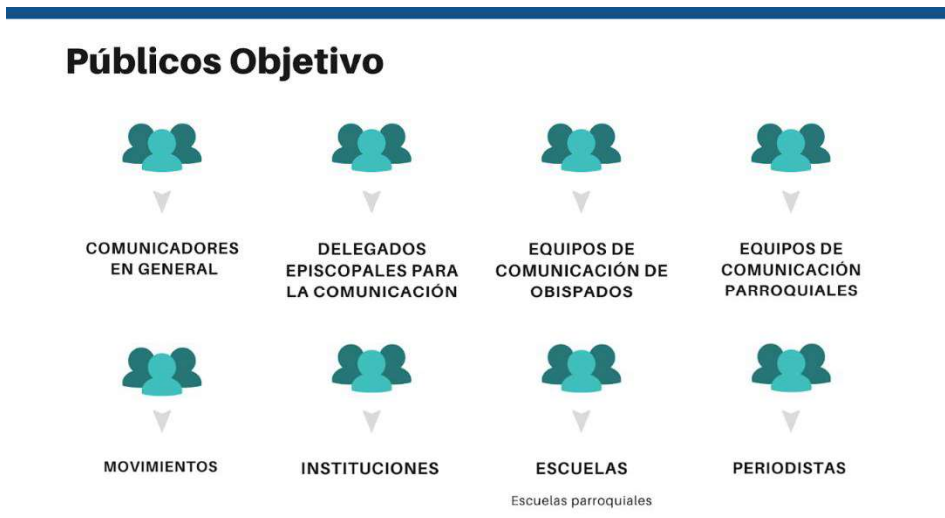 Públicos Objetivo
COMUNICADORES
EN GENERAL
DELEGADOS
EPISCOPALES PARA
LA COMUNICACIÓN
EQUIPOS DE
COMUNICACIÓN DE
OBISPADOS
EQUIPOS DE
COMUNICACIÓN
PARROQUIALES
MOVIMIENTOS
INSTITUCIONES
ESCUELAS
Escuelas parroquiales
PERIODISTAS